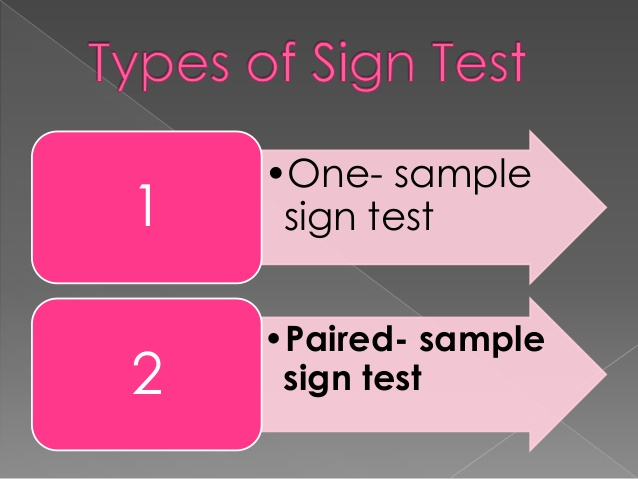 Types of Sign Test
1
•One- sample
sign test
2
•Paired- sample
sign test